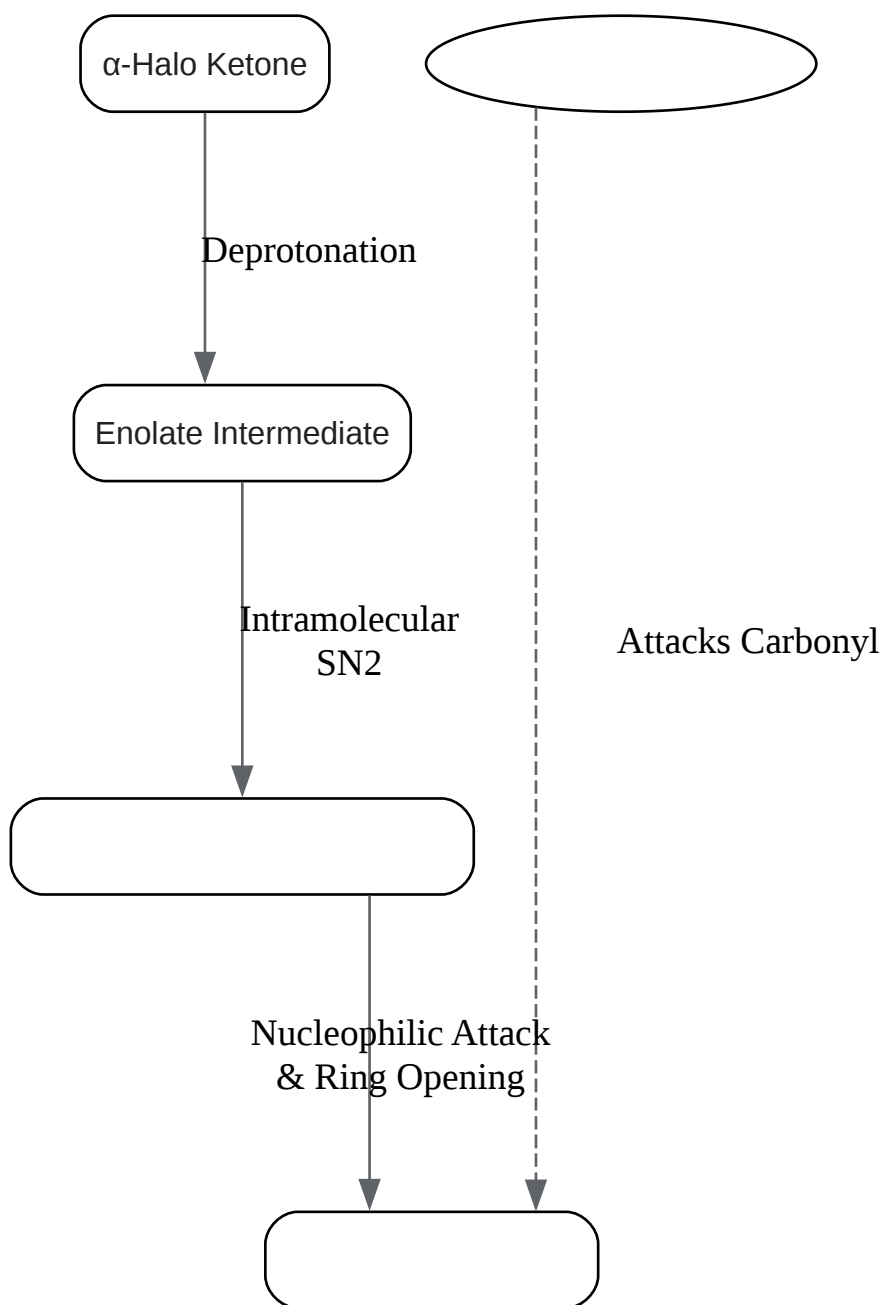 α-Halo Ketone
Deprotonation
Enolate Intermediate
Intramolecular
SN2
Attacks Carbonyl
Nucleophilic Attack
& Ring Opening